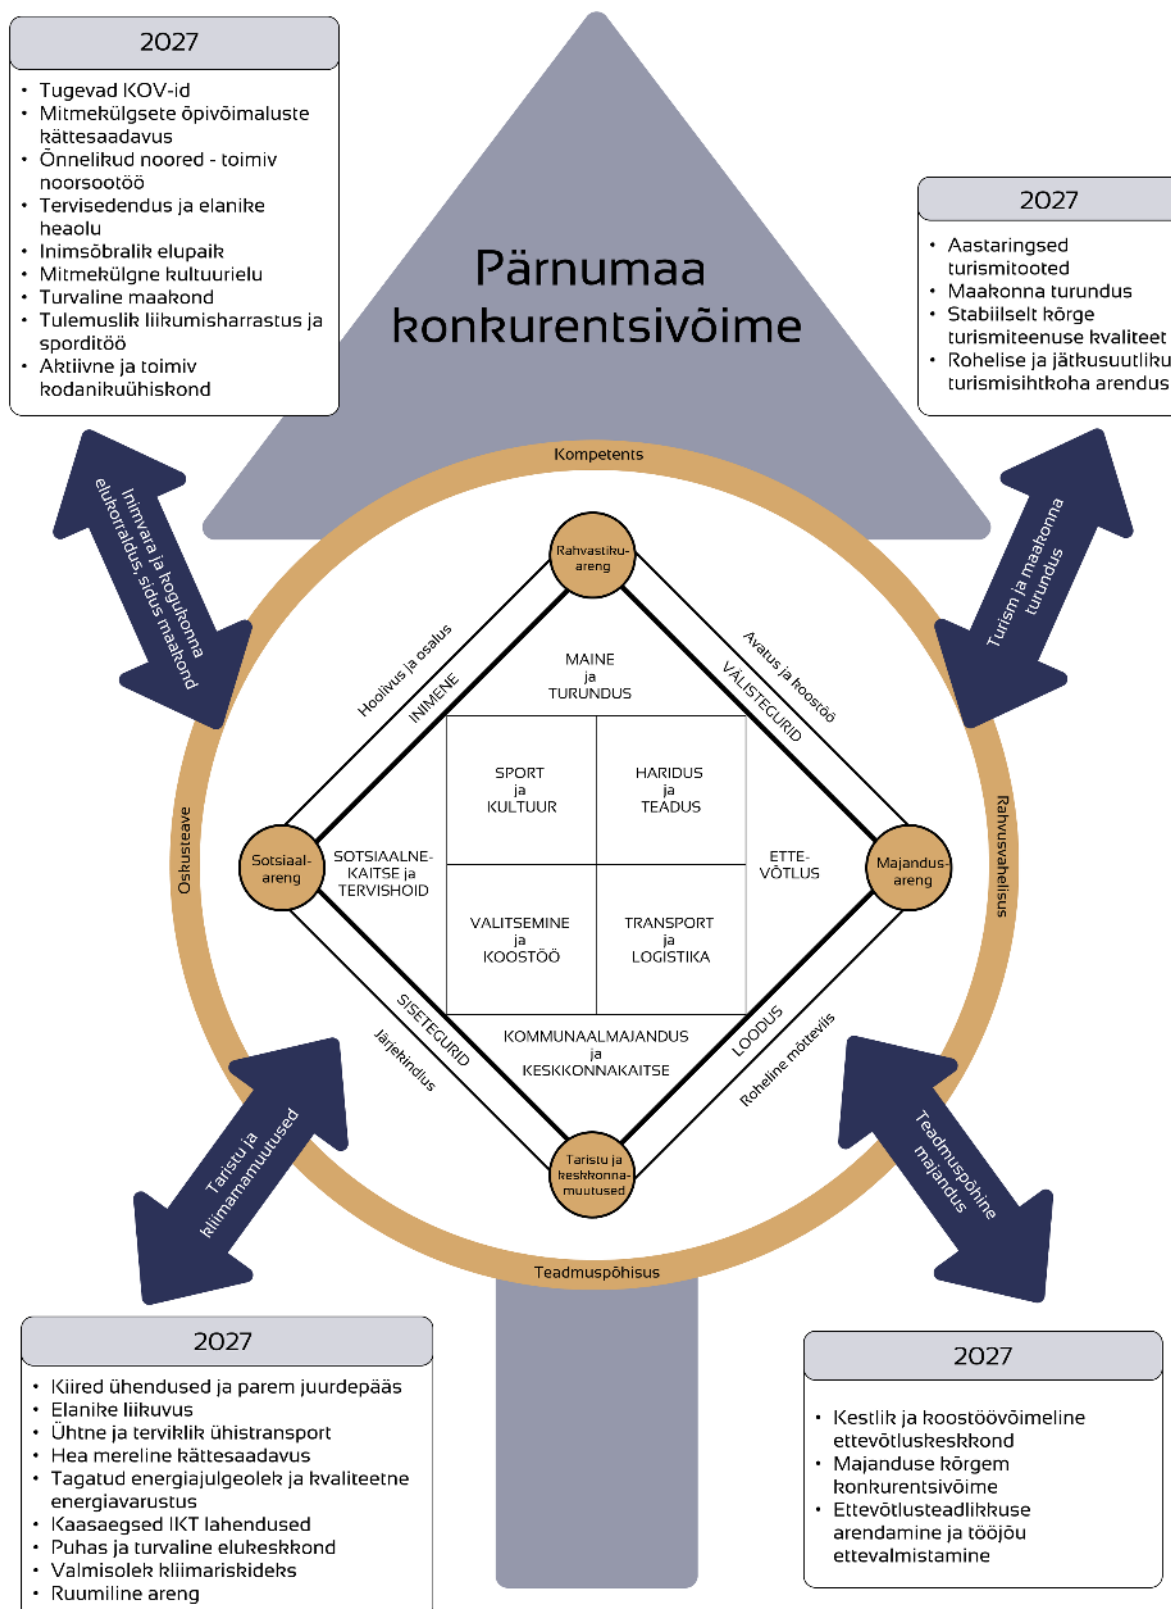 2027
• Tugevad KOV-id
• Mitmekülgsete õpivõimaluste
kättesaadavus
• Õnnelikud noored - toimiv
noorsootöö
• Tervisedendus ja elanike
heaolu
• Inimsõbralik elupaik
• Mitmekülgne kultuurielu
• Turvaline maakond
• Tulemuslik liikumisharrastus ja
sporditöö
• Aktiivne ja toimiv
kodanikuühiskond
Pärnumaa
konkurentsivõime
2027
• Aastaringsed
turismitooted
• Maakonna turundus
• Stabiilselt kõrge
turismiteenuse kvaliteet
• Rohelise ja jätkusuutliku
turismisihtkoha arendus
Inimvara ja kogukonna
elukorraldus, sidus maakond
Turism ja maakonna
turundus
Kompetents
Rahvastiku-
areng
Hoolivus ja osalus
INIMENE
Avatus ja koostöö
VÄLISTEGURID
MAINE
ja
TURUNDUS
SPORT
ja
KULTUUR
HARIDUS
ja
TEADUS
Oskusteave
Sotsiaal-
areng
SOTSIAALNE-
KAITSE ja
TERVISHOID
ETTE-
VÕTLUS
Majandus-
areng
Rahvusvahelisus
VALITSEMINE
ja
KOOSTÖÖ
TRANSPORT
ja
LOGISTIKA
SISETEGURID
Järjekindlus
KOMMUNAALMAJANDUS
ja
KESKKONNAKAITSE
LOODUS
Roheline mõtteviis
Taristu ja
keskkonna-
muutused
Taristu ja
kliimamamuutused
Teadmuspõhine
majandus
Teadmuspõhisus
2027
• Kiired ühendused ja parem juurdepääs
• Elanike liikuvus
• Ühtne ja terviklik ühistransport
• Hea mereline kättesaadavus
• Tagatud energiajulgeolek ja kvaliteetne
energiavarustus
• Kaasaegsed IKT lahendused
• Puhas ja turvaline elukeskkond
• Valmisolek kliimariskideks
• Ruumiline areng
2027
• Kestlik ja koostöövõimeline
ettevõtluskeskkond
• Majanduse kõrgem
konkurentsivõime
• Ettevõtlusteadlikkuse
arendamine ja tööjõu
ettevalmistamine